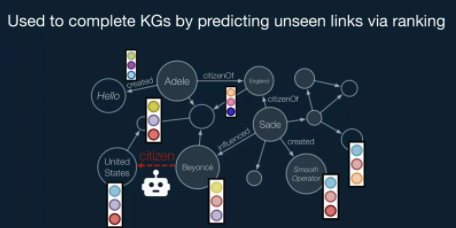 Used to complete KGs by predicting unseen links via ranking
Adele
citizenOf
England
created
Hello
citizenOf
Sade
influenced
created
citizen
United
States
Beyoncé
Smooth
Operator